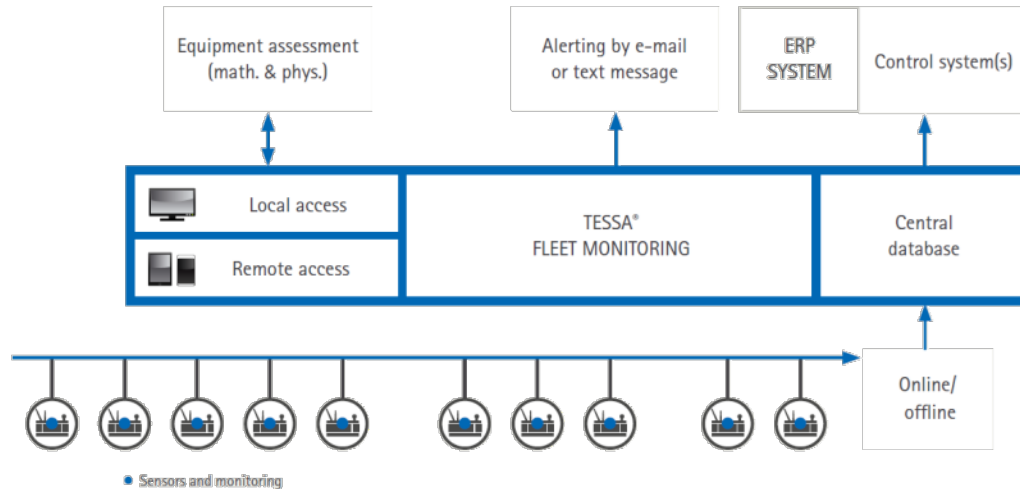 Equipment assessment
(math. & phys.)
Alerting by e-mail
or text message
ERP
SYSTEM
Control system(s)
Local access
Remote access
TESSA®
FLEET MONITORING
Central
database
Online/
offline
Sensors and monitoring